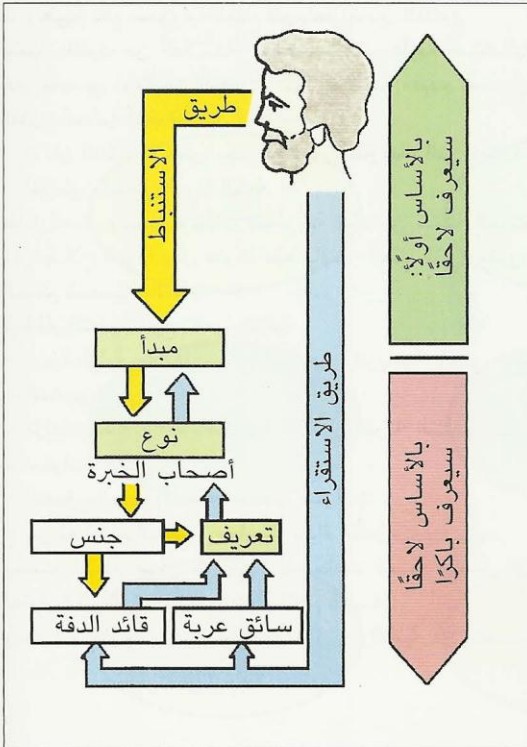 طريق
الاستنباط
مبدأ
نوع
أصحاب الخبرة
جنس
تعريف
قائد الدفة
سائق عربة
طريق الاستقراء
بالأساس أولاً:
سيعرف لاحقًا
بالأساس لاحقًا
سيعرف باكرًا